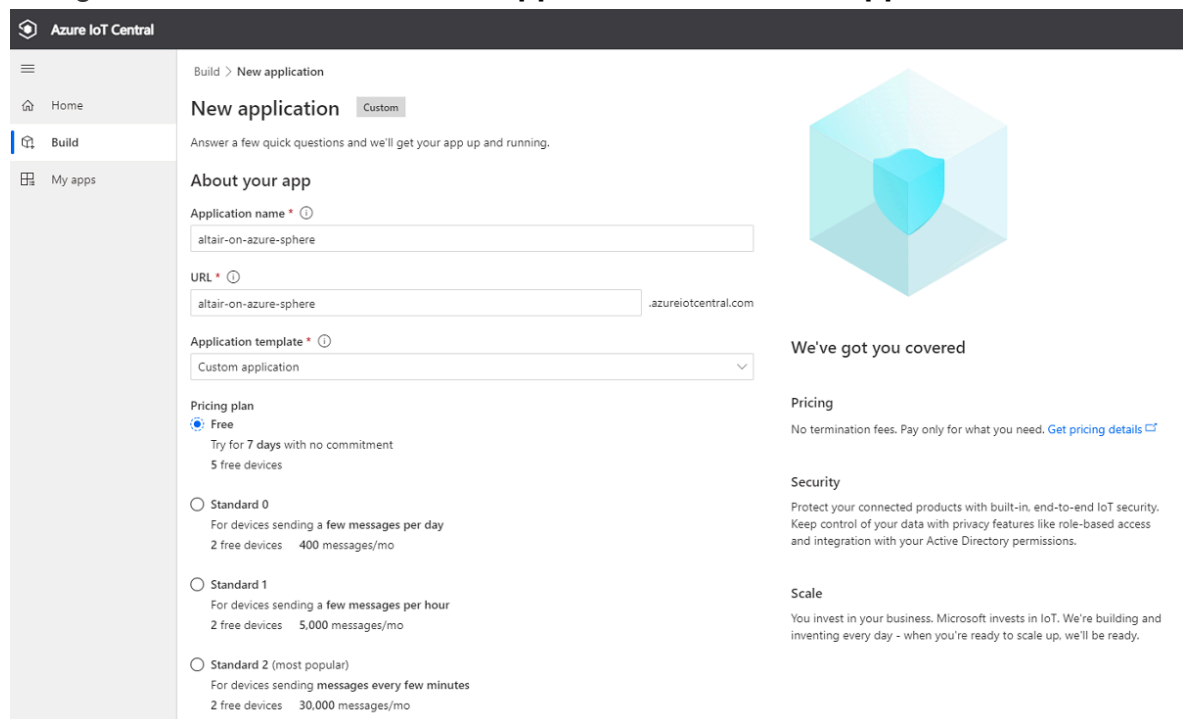 Azure IoT Central
Home
Build
My apps
Build > New application
New application Custom
Answer a few quick questions and we'll get your app up and running.
About your app
Application name *
altair-on-azure-sphere
URL *
altair-on-azure-sphere .azureiotcentral.com
Application template *
Custom application
Pricing plan
Free
Try for 7 days with no commitment
5 free devices
Standard 0
For devices sending a few messages per day
2 free devices 400 messages/mo
Standard 1
For devices sending a few messages per hour
2 free devices 5,000 messages/mo
Standard 2 (most popular)
For devices sending messages every few minutes
2 free devices 30,000 messages/mo
We've got you covered
Pricing
No termination fees. Pay only for what you need. Get pricing details
Security
Protect your connected products with built-in, end-to-end IoT security.
Keep control of your data with privacy features like role-based access
and integration with your Active Directory permissions.
Scale
You invest in your business. Microsoft invests in IoT. We're building and
inventing every day - when you're ready to scale up, we'll be ready.